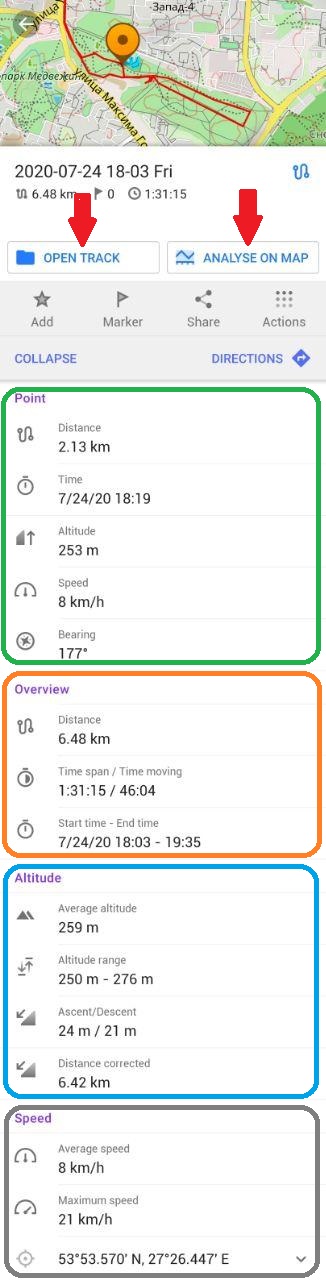 улица
Запад-4
парк Медвежи
улица Максима Го
2020-07-24 18-03 Fri
6.48 km 0 1:31:15
OPEN TRACK
ANALYSE ON MAP
Add
Marker
Share
Actions
COLLAPSE
DIRECTIONS
Point
Distance
2.13 km
Time
7/24/20 18:19
Altitude
253 m
Speed
8 km/h
Bearing
177°
Overview
Distance
6.48 km
Time span / Time moving
1:31:15 / 46:04
Start time - End time
7/24/20 18:03 - 19:35
Altitude
Average altitude
259 m
Altitude range
250 m - 276 m
Ascent/Descent
24 m / 21 m
Distance corrected
6.42 km
Speed
Average speed
8 km/h
Maximum speed
21 km/h
53°53.570' N, 27°26.447' E